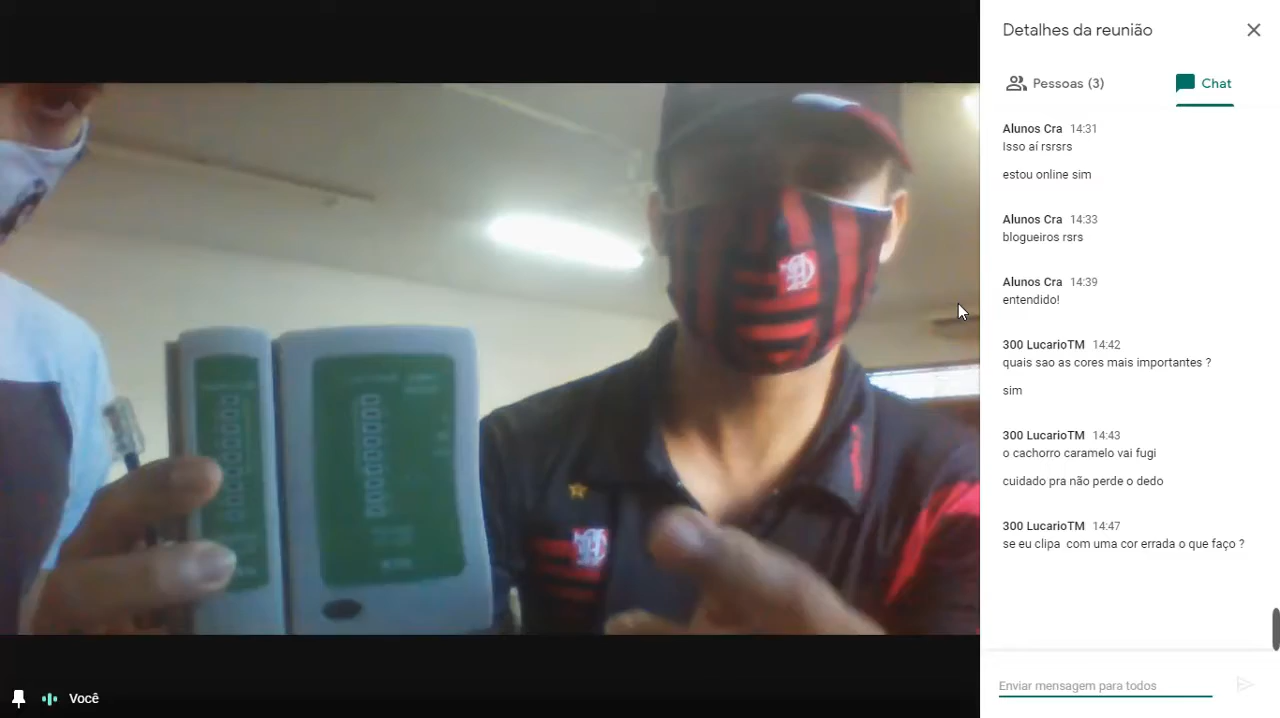 Detalhes da reunião
Pessoas (3)
Chat
Alunos Cra 14:31
Isso aí rsrsrs
estou online sim
Alunos Cra 14:33
blogueiros rsrs
Alunos Cra 14:39
entendido!
300 LucarioTM 14:42
quais sao as cores mais importantes ?
sim
300 LucarioTM 14:43
o cachorro caramelo vai fugi
cuidado pra não perde o dedo
300 LucarioTM 14:47
se eu clipa com uma cor errada o que faço ?
Enviar mensagem para todos
Você